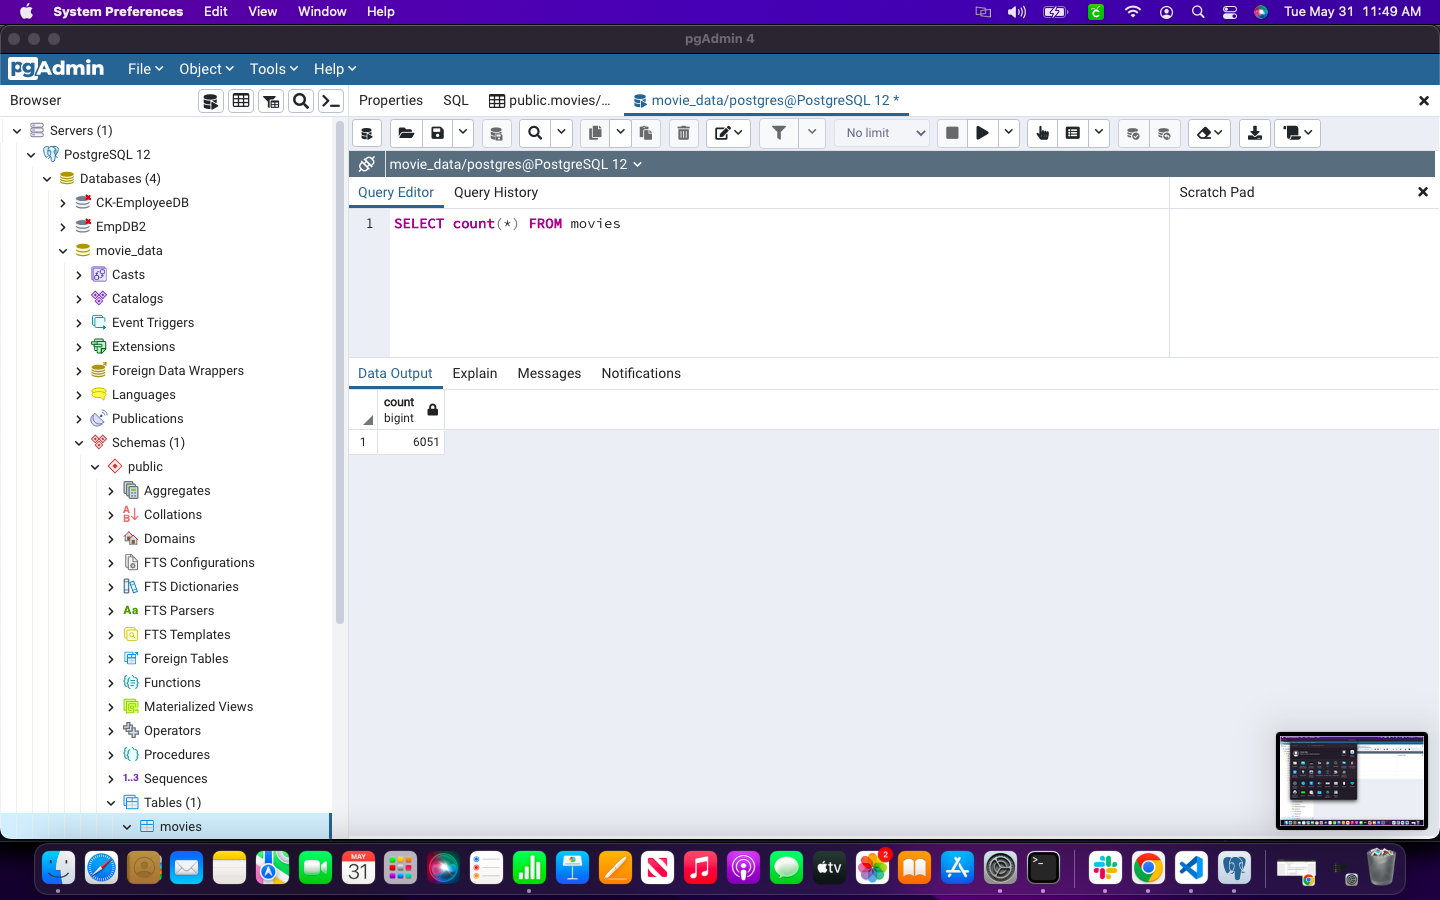 System Preferences Edit View Window Help Tue May 31 11:49 AM
pgAdmin 4
pgAdmin File Object Tools Help
Browser
Properties SQL public.movies/... movie_data/postgres@PostgreSQL 12 *
No limit
movie_data/postgres@PostgreSQL 12
Query Editor Query History Scratch Pad
1 SELECT count(*) FROM movies
Data Output Explain Messages Notifications
count
bigint
1 6051
Servers (1)
PostgreSQL 12
Databases (4)
CK-EmployeeDB
EmpDB2
movie_data
Casts
Catalogs
Event Triggers
Extensions
Foreign Data Wrappers
Languages
Publications
Schemas (1)
public
Aggregates
Collations
Domains
FTS Configurations
FTS Dictionaries
Aa FTS Parsers
FTS Templates
Foreign Tables
Functions
Materialized Views
Operators
Procedures
1..3 Sequences
Tables (1)
movies
MAY
31
tv
2